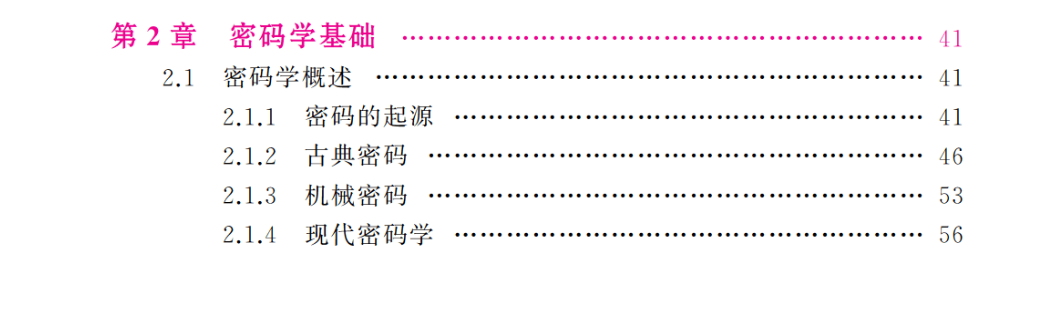 第 2 章 密码学基础 …………………………………………………… 41
2.1 密码学概述 ……………………………………………………… 41
2.1.1 密码的起源 ……………………………………………… 41
2.1.2 古典密码 ………………………………………………… 46
2.1.3 机械密码 ………………………………………………… 53
2.1.4 现代密码学 ……………………………………………… 56